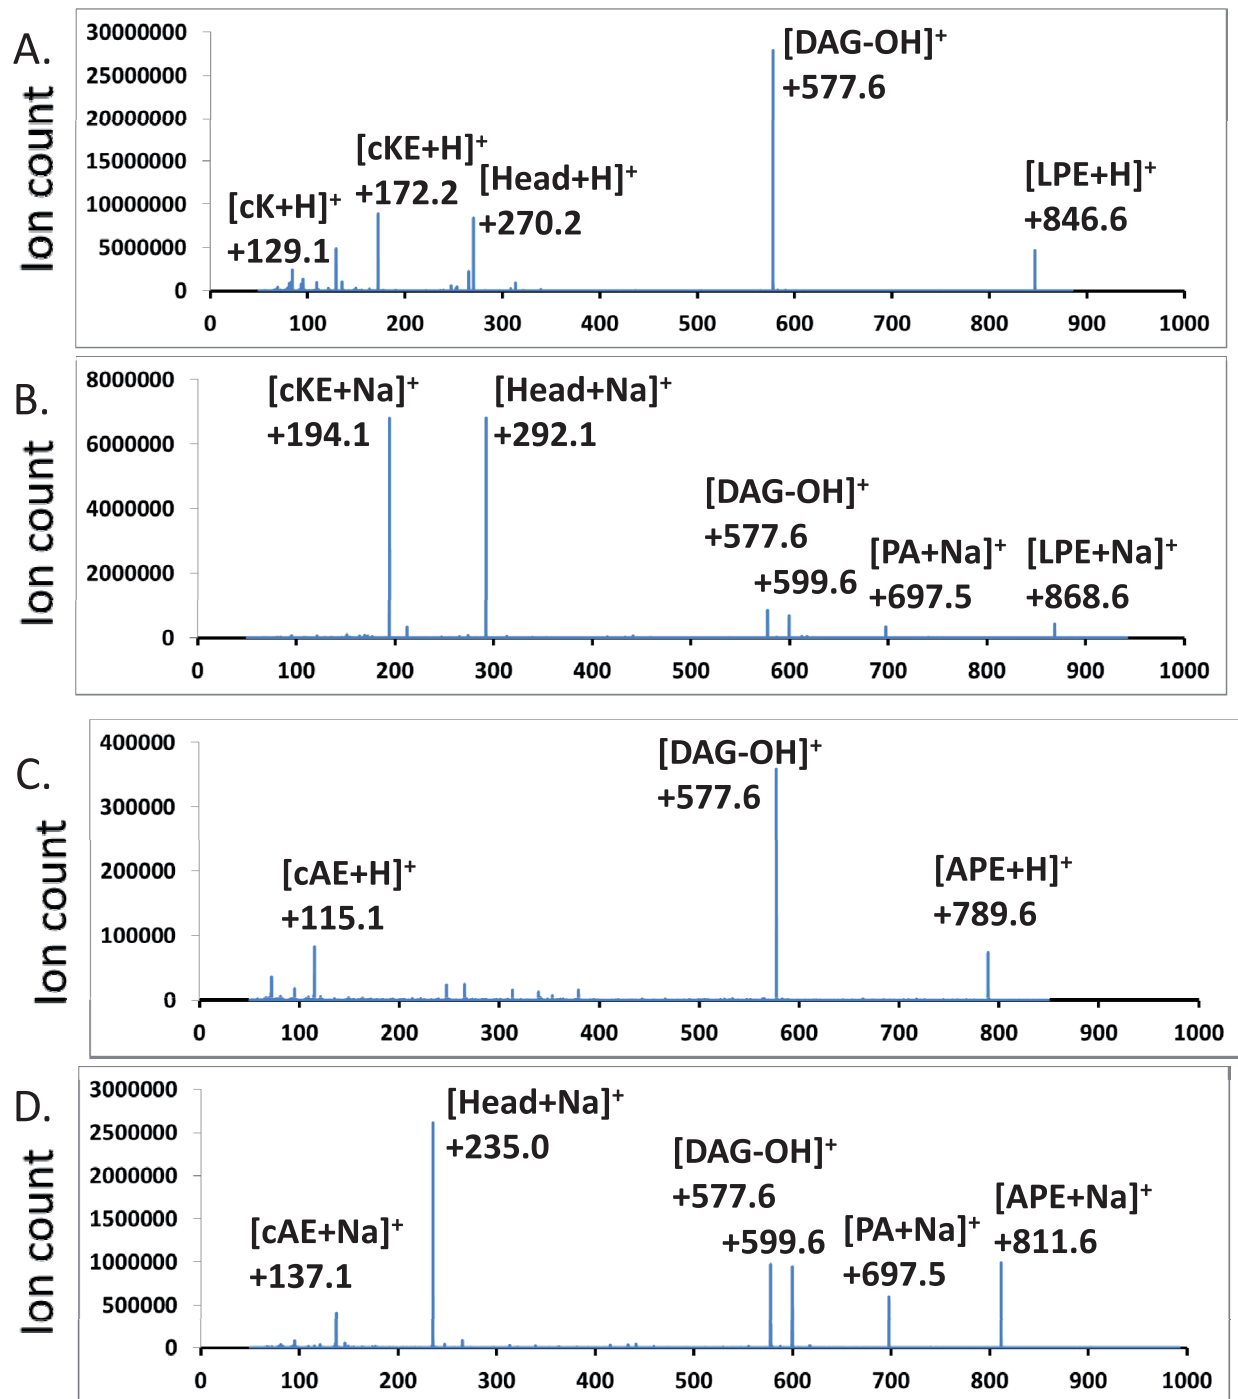 A.
Ion count
30000000
25000000
20000000
15000000
10000000
5000000
0
[cK+H]⁺
+129.1
[cKE+H]⁺
+172.2
[Head+H]⁺
+270.2
[DAG-OH]⁺
+577.6
[LPE+H]⁺
+846.6
0 100 200 300 400 500 600 700 800 900 1000
B.
Ion count
8000000
6000000
4000000
2000000
0
[cKE+Na]⁺
+194.1
[Head+Na]⁺
+292.1
[DAG-OH]⁺
+577.6
+599.6
[PA+Na]⁺
+697.5
[LPE+Na]⁺
+868.6
0 100 200 300 400 500 600 700 800 900 1000
C.
Ion count
400000
300000
200000
100000
0
[cAE+H]⁺
+115.1
[DAG-OH]⁺
+577.6
[APE+H]⁺
+789.6
0 100 200 300 400 500 600 700 800 900 1000
D.
Ion count
3000000
2500000
2000000
1500000
1000000
500000
0
[cAE+Na]⁺
+137.1
[Head+Na]⁺
+235.0
[DAG-OH]⁺
+577.6
+599.6
[PA+Na]⁺
+697.5
[APE+Na]⁺
+811.6
0 100 200 300 400 500 600 700 800 900 1000